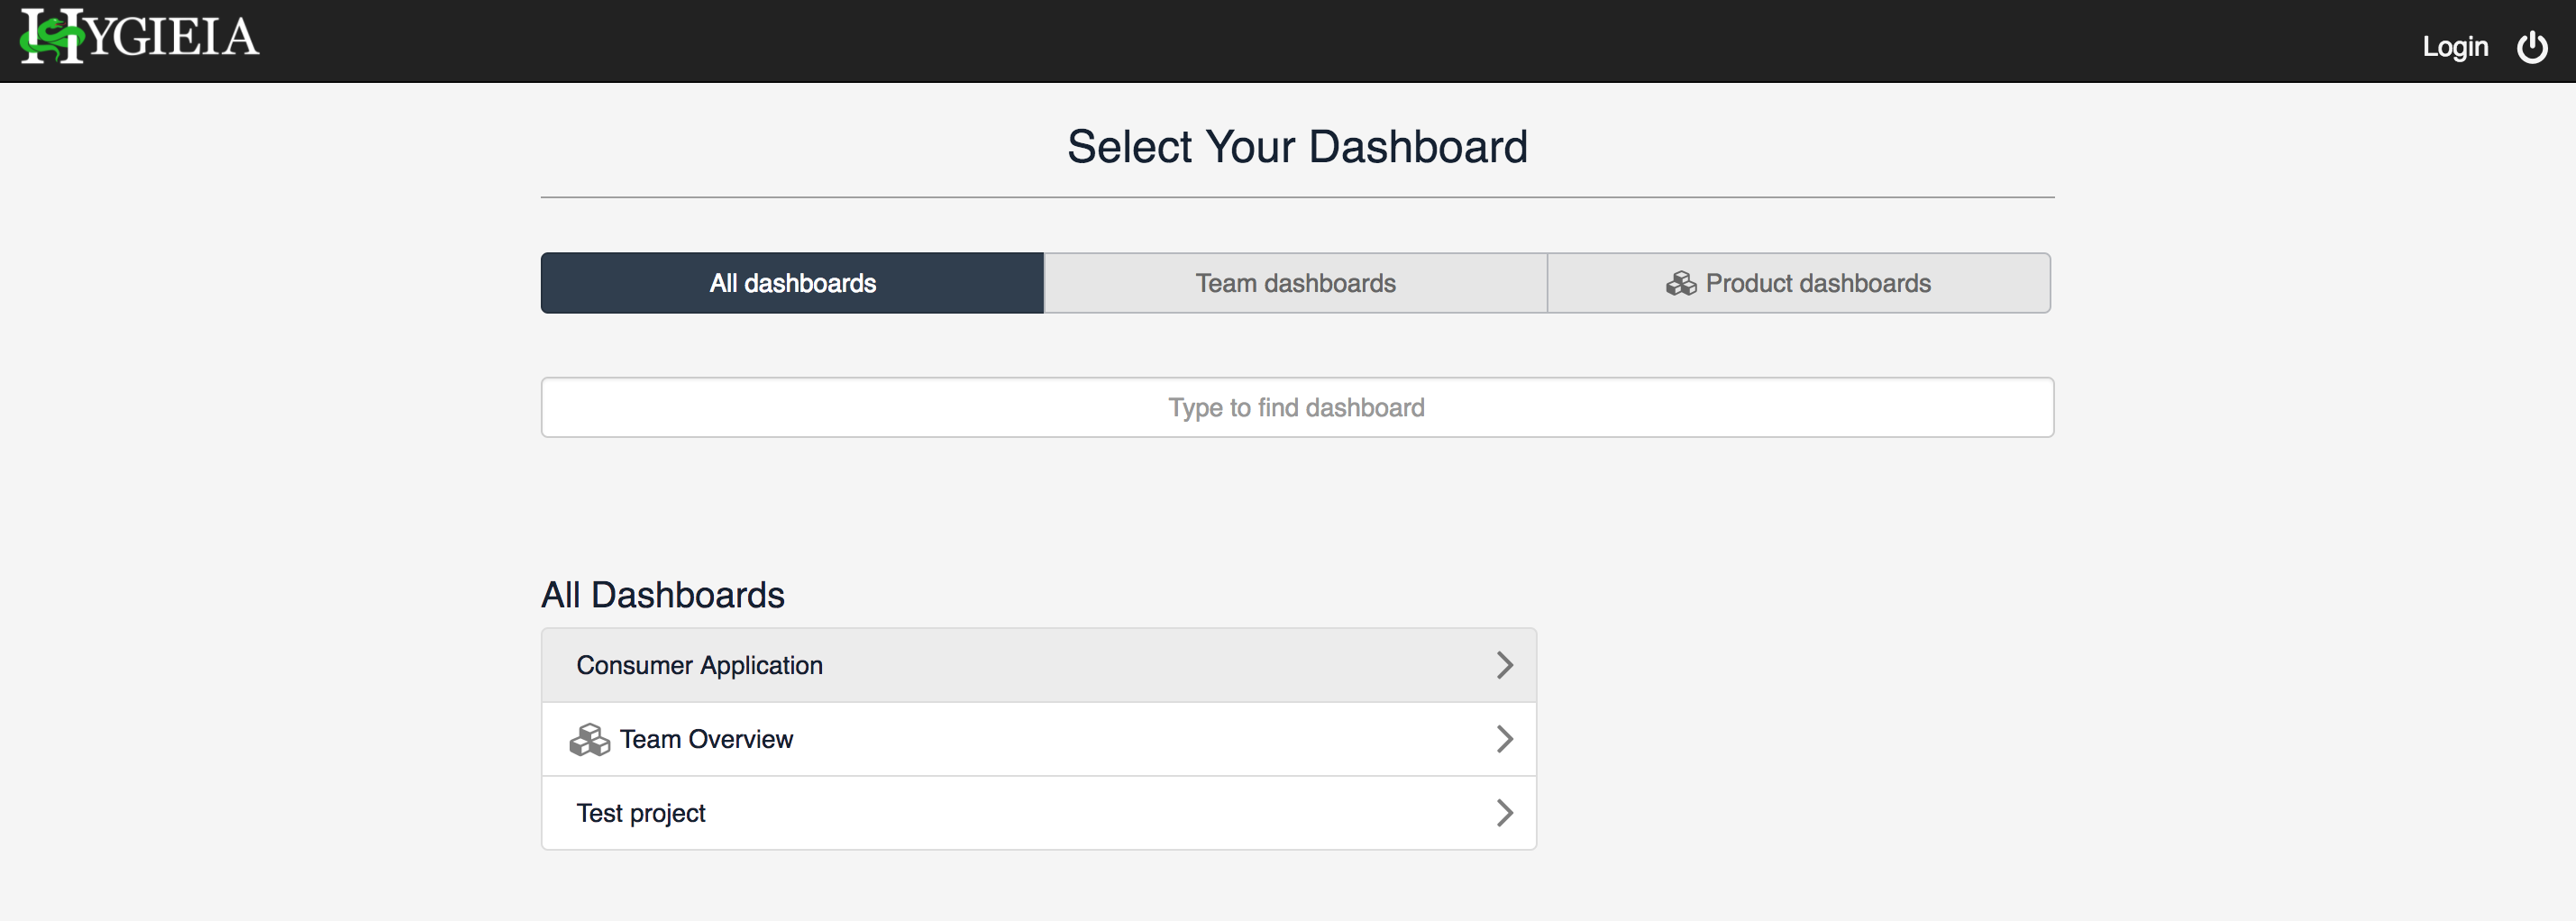 HYGIEIA
Login
Select Your Dashboard
All dashboards
Team dashboards
Product dashboards
Type to find dashboard
All Dashboards
Consumer Application
Team Overview
Test project